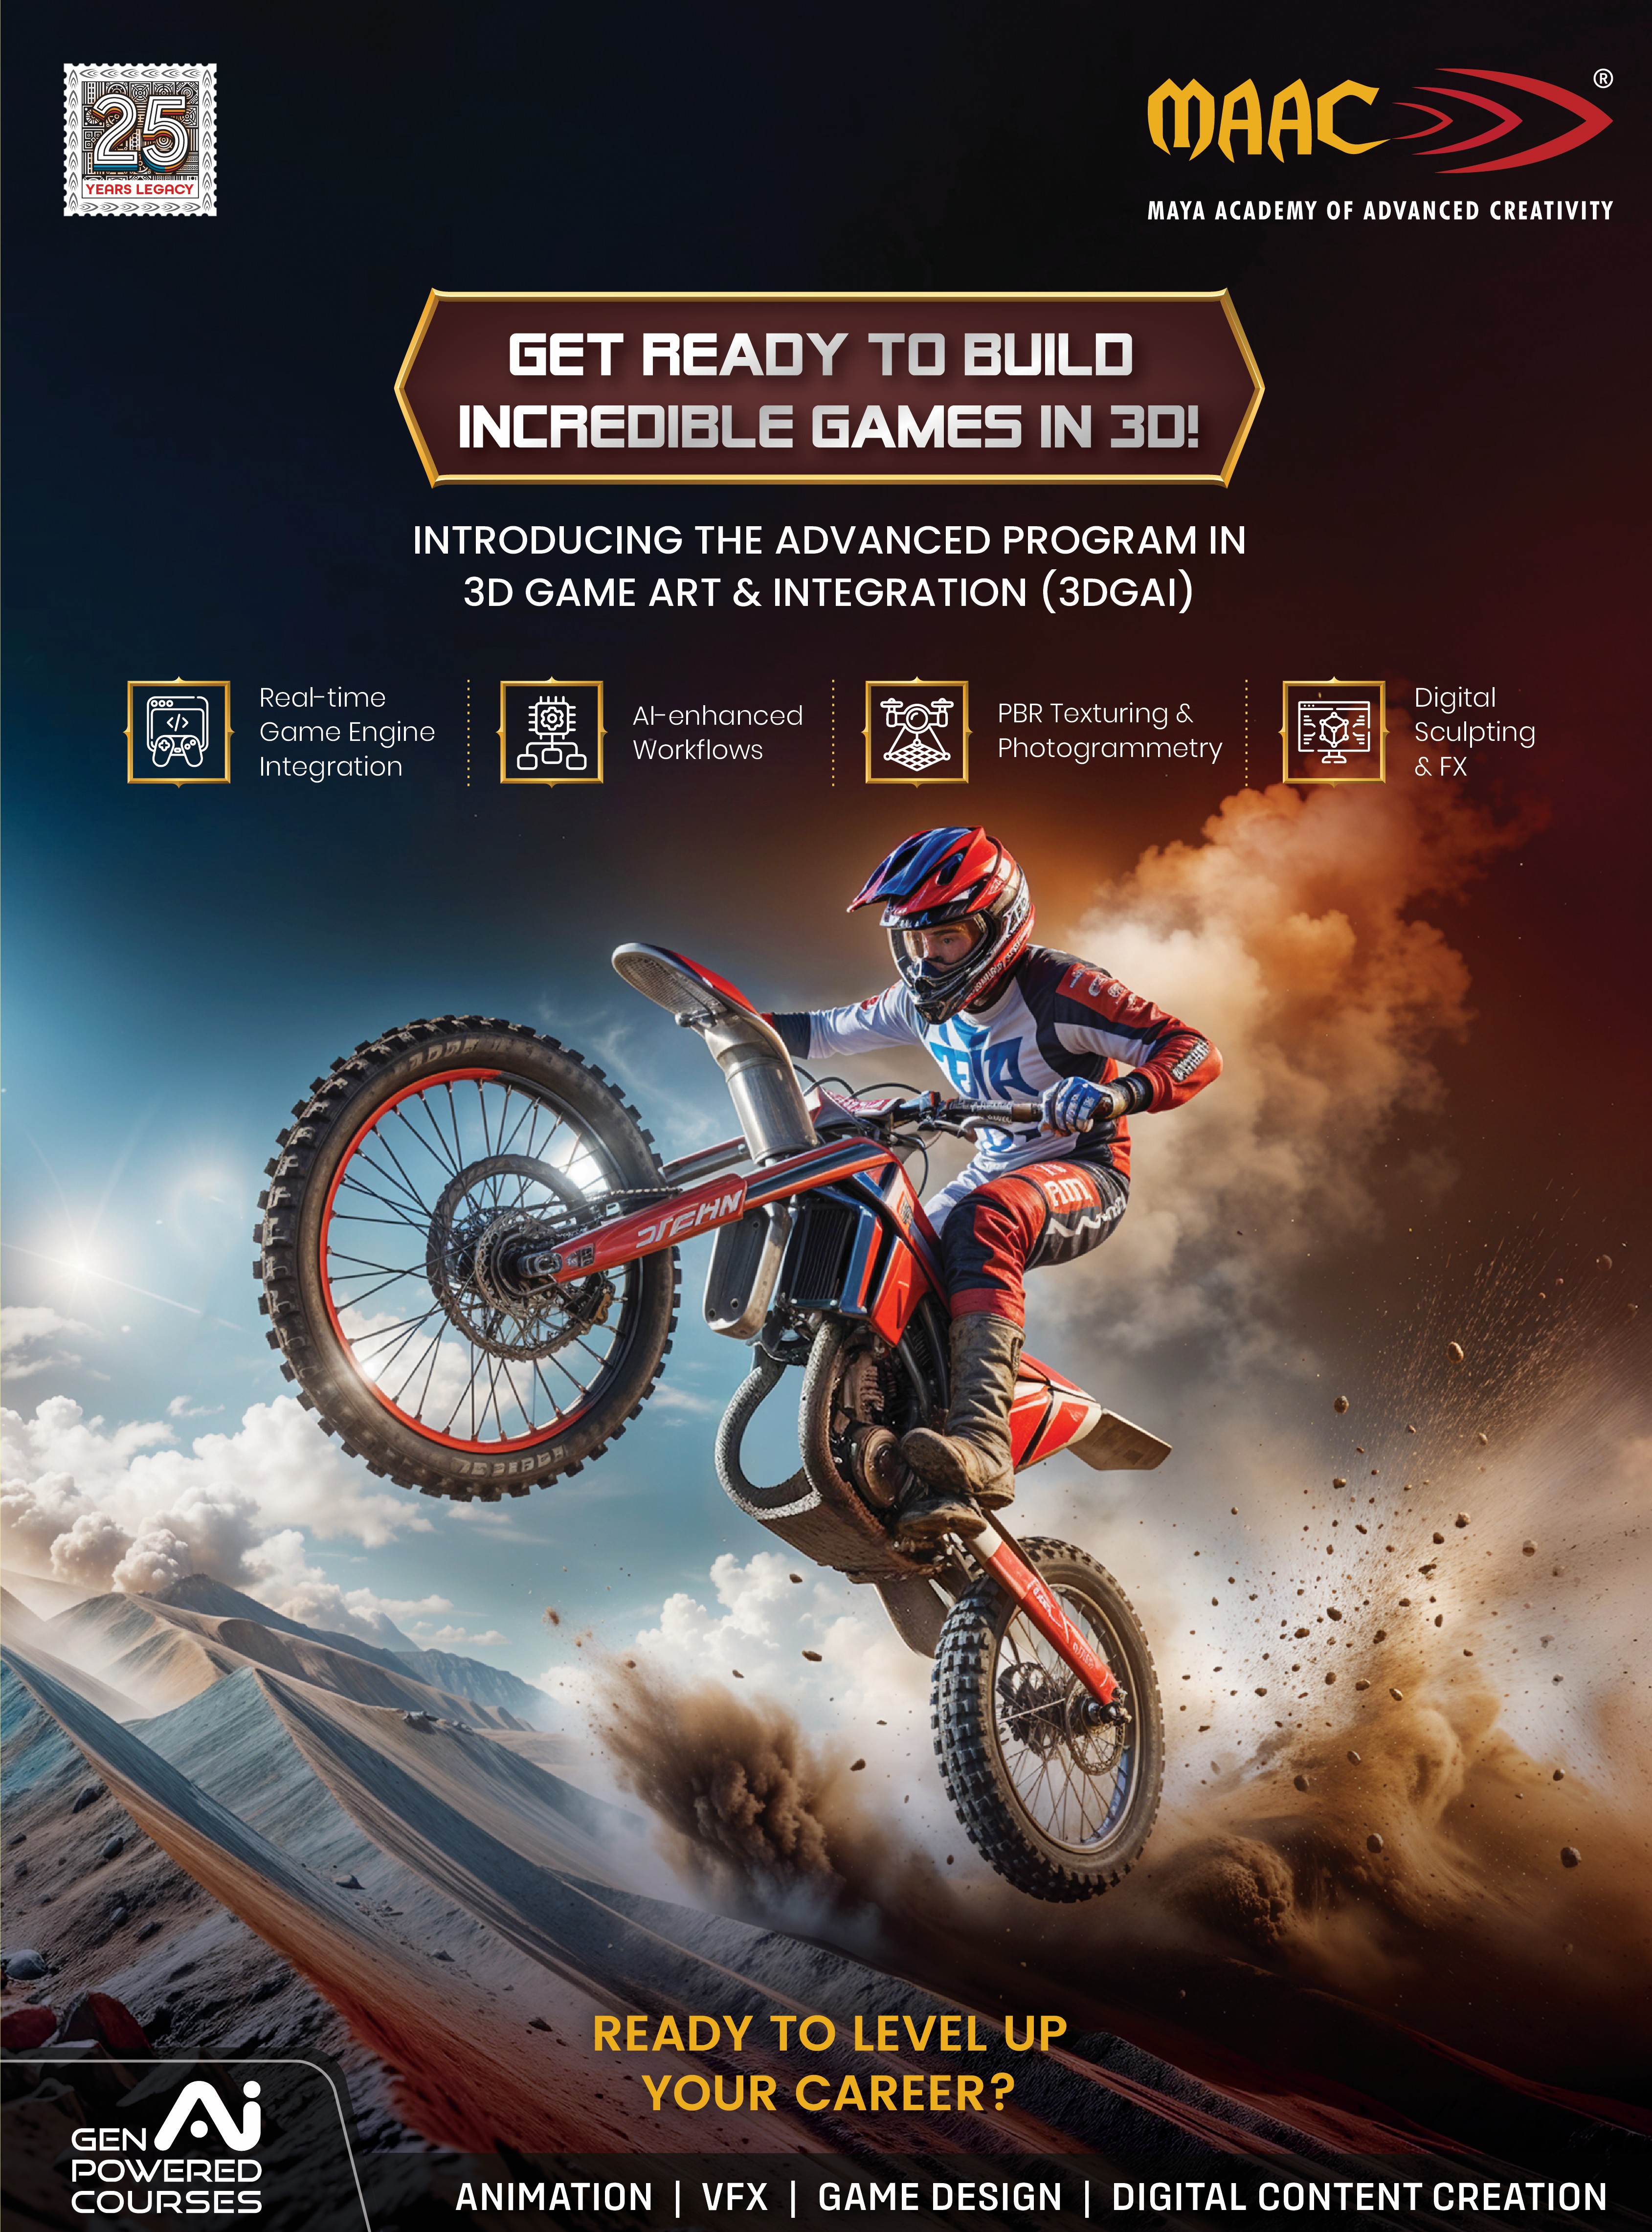 25
YEARS LEGACY
MAAC®
MAYA ACADEMY OF ADVANCED CREATIVITY
GET READY TO BUILD
INCREDIBLE GAMES IN 3D!
INTRODUCING THE ADVANCED PROGRAM IN
3D GAME ART & INTEGRATION (3DGAI)
Real-time
Game Engine
Integration
AI-enhanced
Workflows
PBR Texturing &
Photogrammetry
Digital
Sculpting
& FX
READY TO LEVEL UP
YOUR CAREER?
GEN Ai
POWERED
COURSES
ANIMATION | VFX | GAME DESIGN | DIGITAL CONTENT CREATION